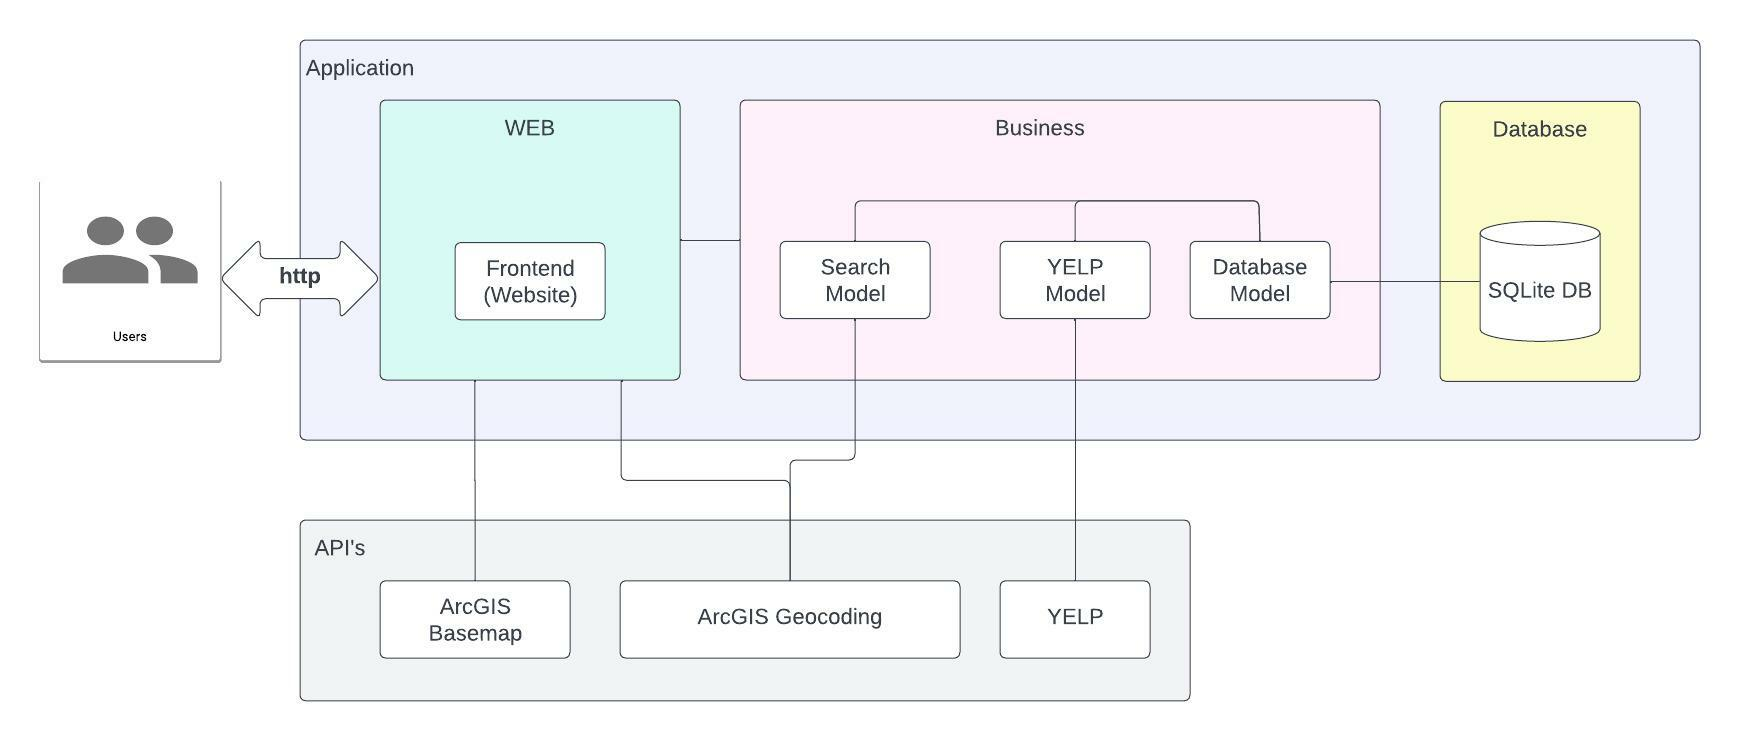 Application
WEB
Business
Database
Frontend
(Website)
Search
Model
YELP
Model
Database
Model
SQLite DB
http
Users
API's
ArcGIS
Basemap
ArcGIS Geocoding
YELP